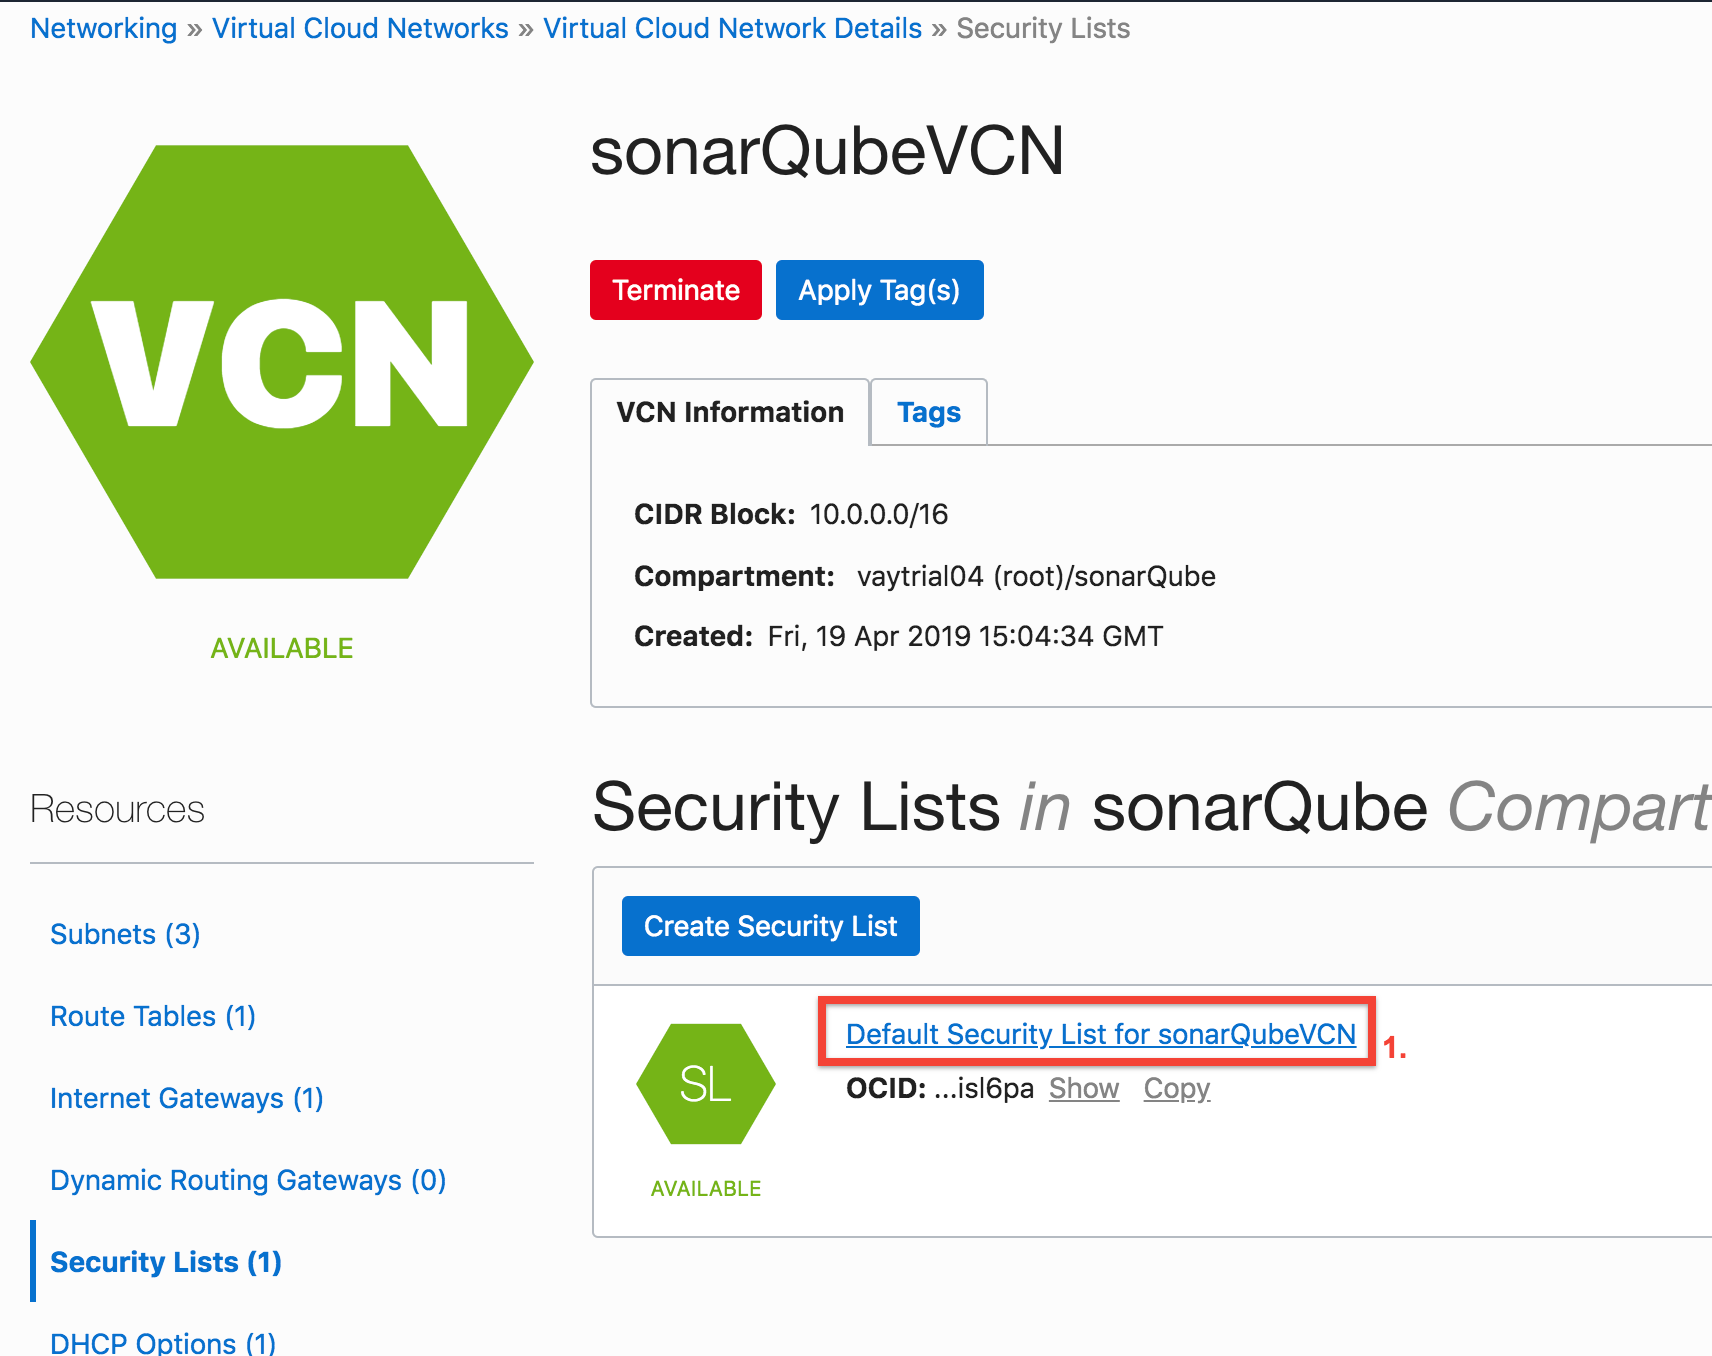 Networking » Virtual Cloud Networks » Virtual Cloud Network Details » Security Lists
VCN
AVAILABLE
sonarQubeVCN
Terminate
Apply Tag(s)
VCN Information
Tags
CIDR Block: 10.0.0.0/16
Compartment: vaytrial04 (root)/sonarQube
Created: Fri, 19 Apr 2019 15:04:34 GMT
Resources
Subnets (3)
Route Tables (1)
Internet Gateways (1)
Dynamic Routing Gateways (0)
Security Lists (1)
DHCP Options (1)
Security Lists in sonarQube Compart
Create Security List
SL
AVAILABLE
Default Security List for sonarQubeVCN
1.
OCID: ...isl6pa Show Copy